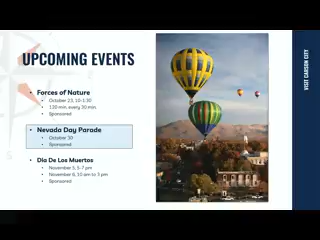 UPCOMING EVENTS
Forces of Nature
October 23, 10-1:30
120 min, every 30 min
Sponsored
Nevada Day Parade
October 30
Sponsored
Dia De Los Muertos
November 5, 5-7 pm
November 6, 10 am to 3 pm
Sponsored
VISIT CARSON CITY